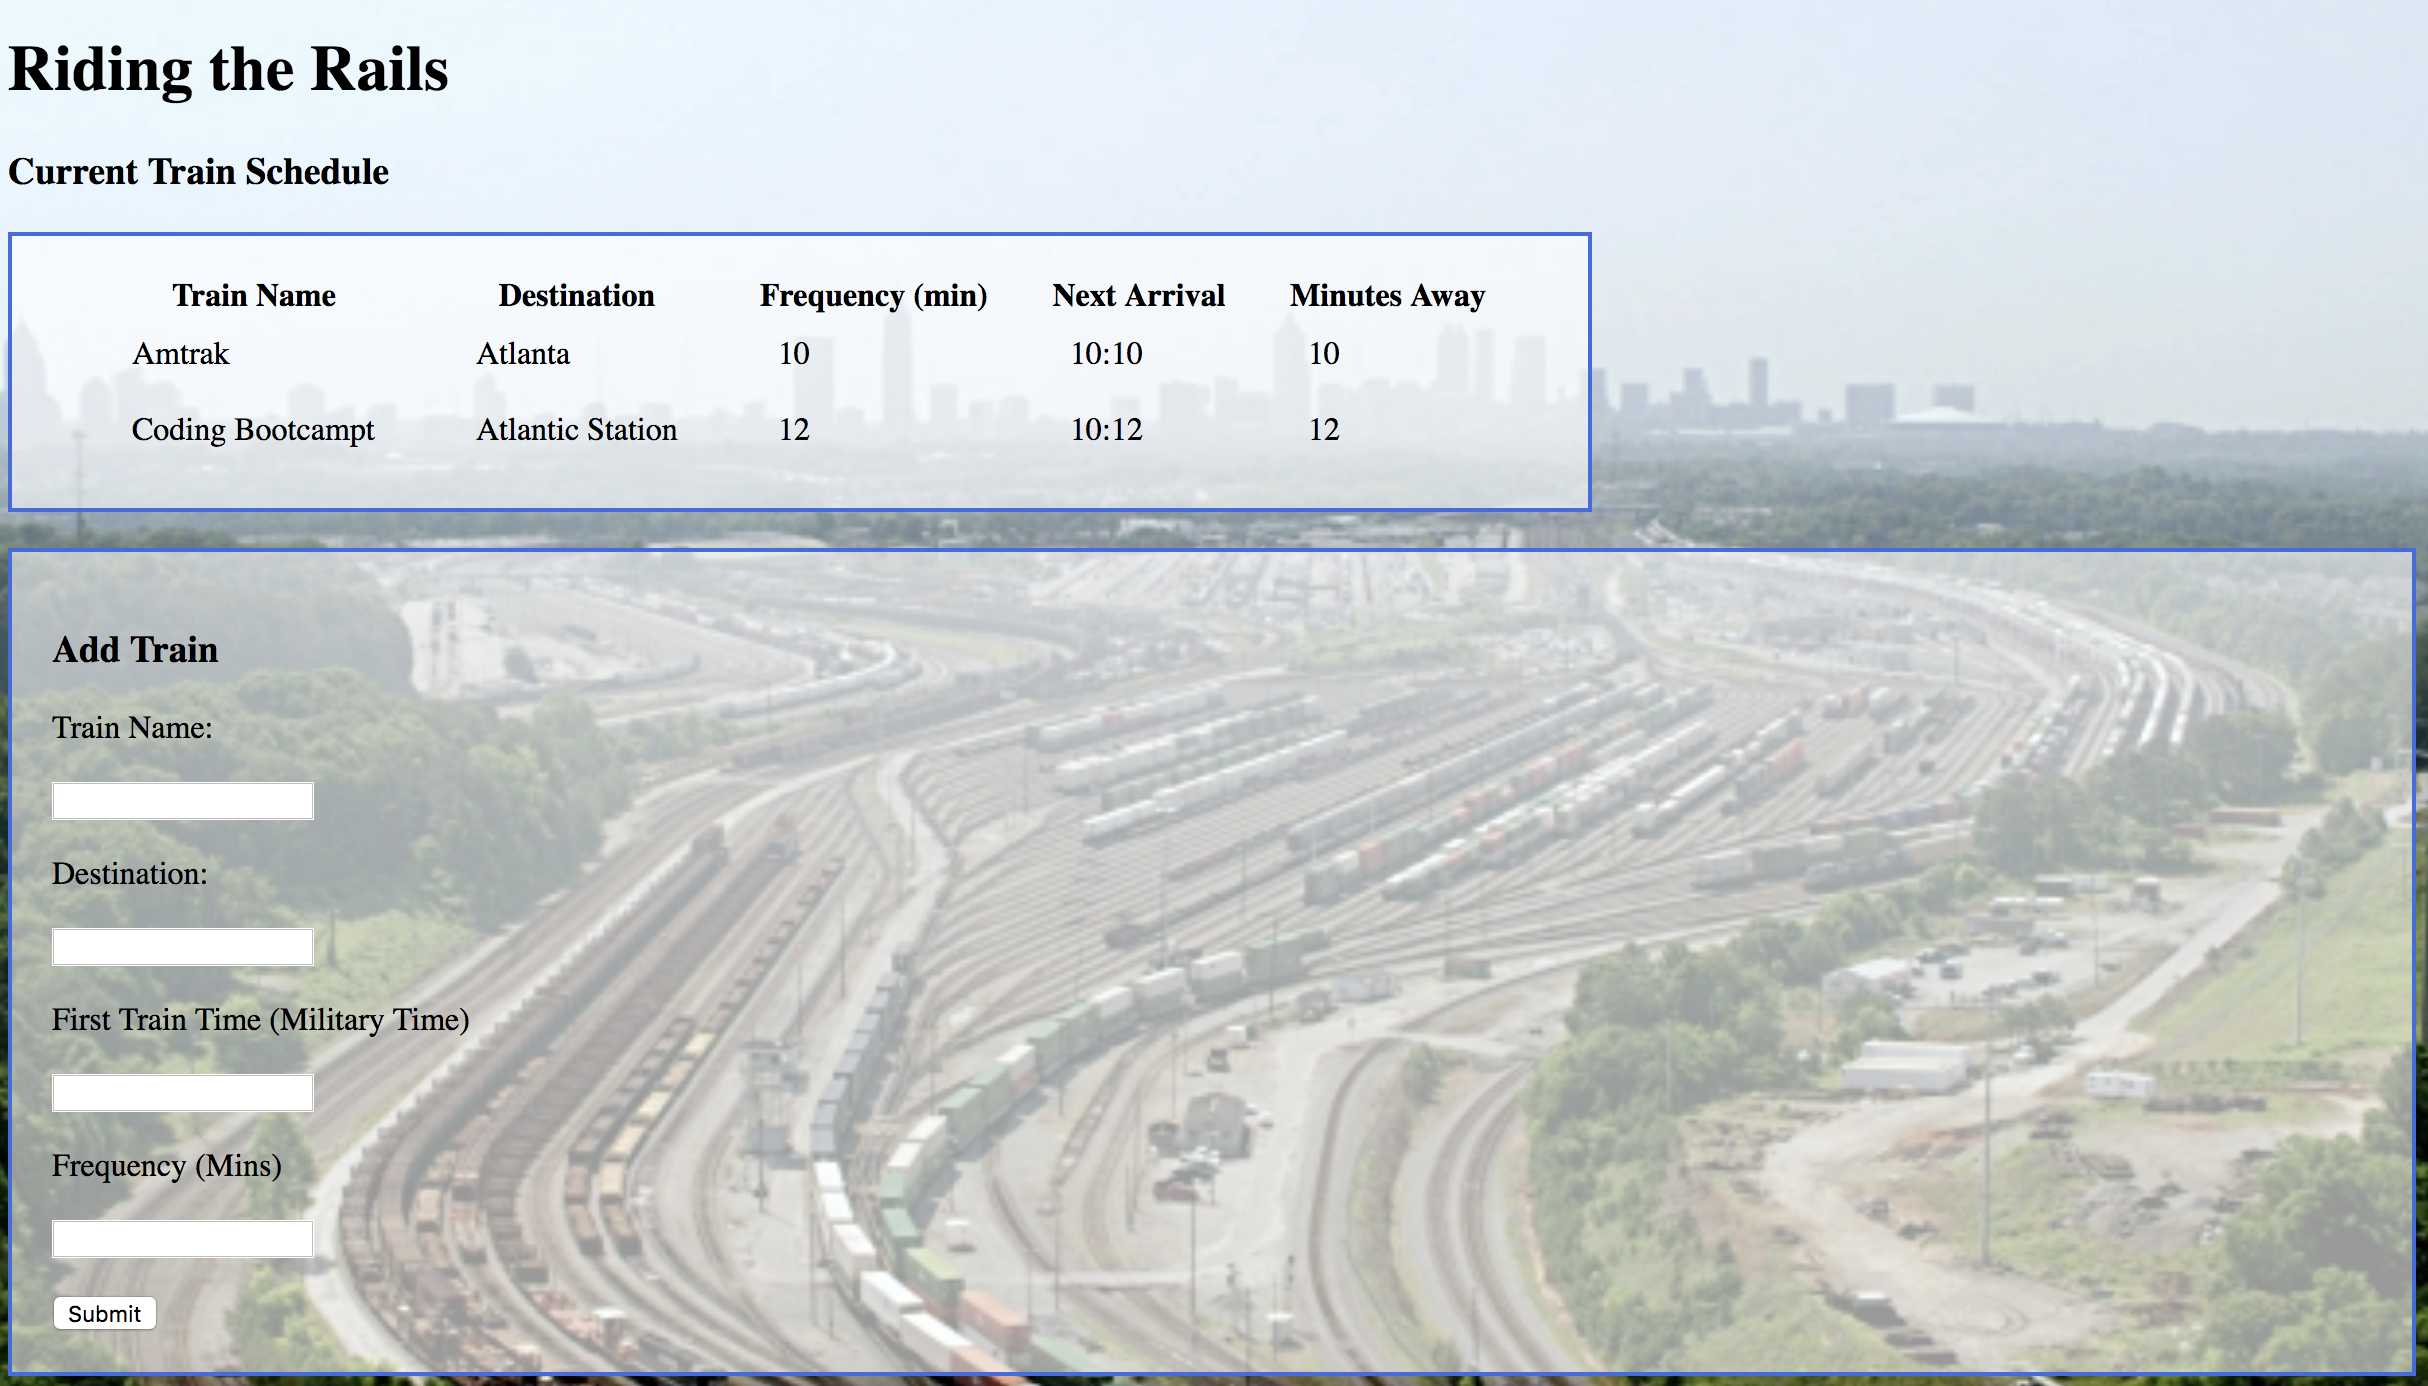 Riding the Rails
Current Train Schedule
Train Name Destination Frequency (min) Next Arrival Minutes Away
Amtrak Atlanta 10 10:10 10
Coding Bootcampt Atlantic Station 12 10:12 12
Add Train
Train Name:
Destination:
First Train Time (Military Time)
Frequency (Mins)
Submit